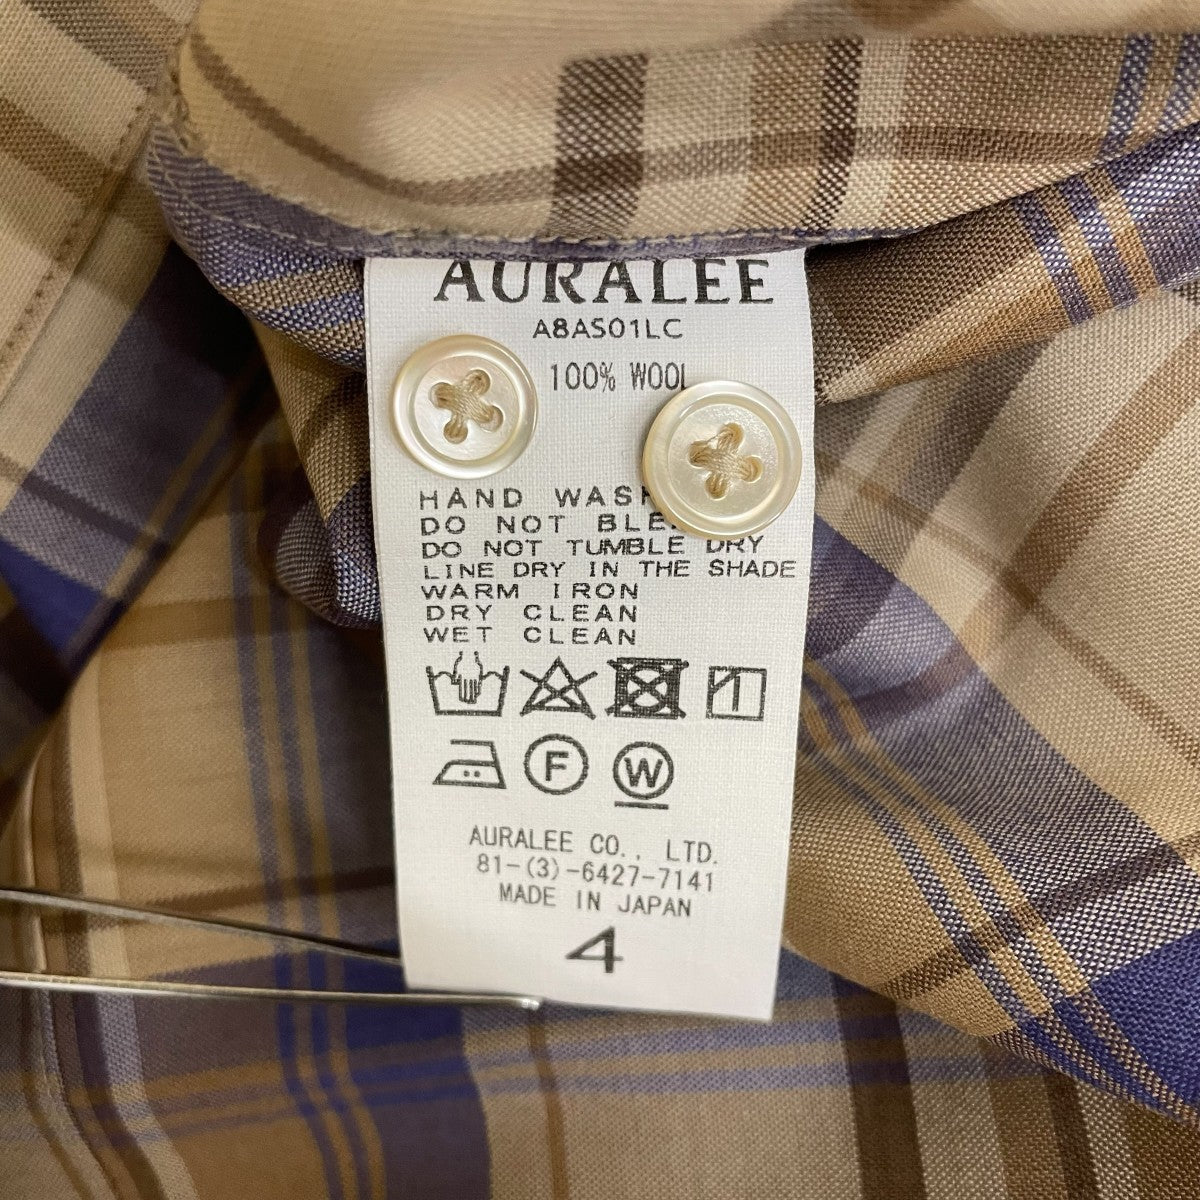 AURALEE
A8AS01LC
100% WOOL
HAND WASH
DO NOT
DO NOT TUMBLE DRY
LINE DRY IN THE SHADE
WARM IRON
DRY CLEAN
WET CLEAN
F W
AURALEE CO., LTD.
81-(3)-6427-7141
MADE IN JAPAN
4